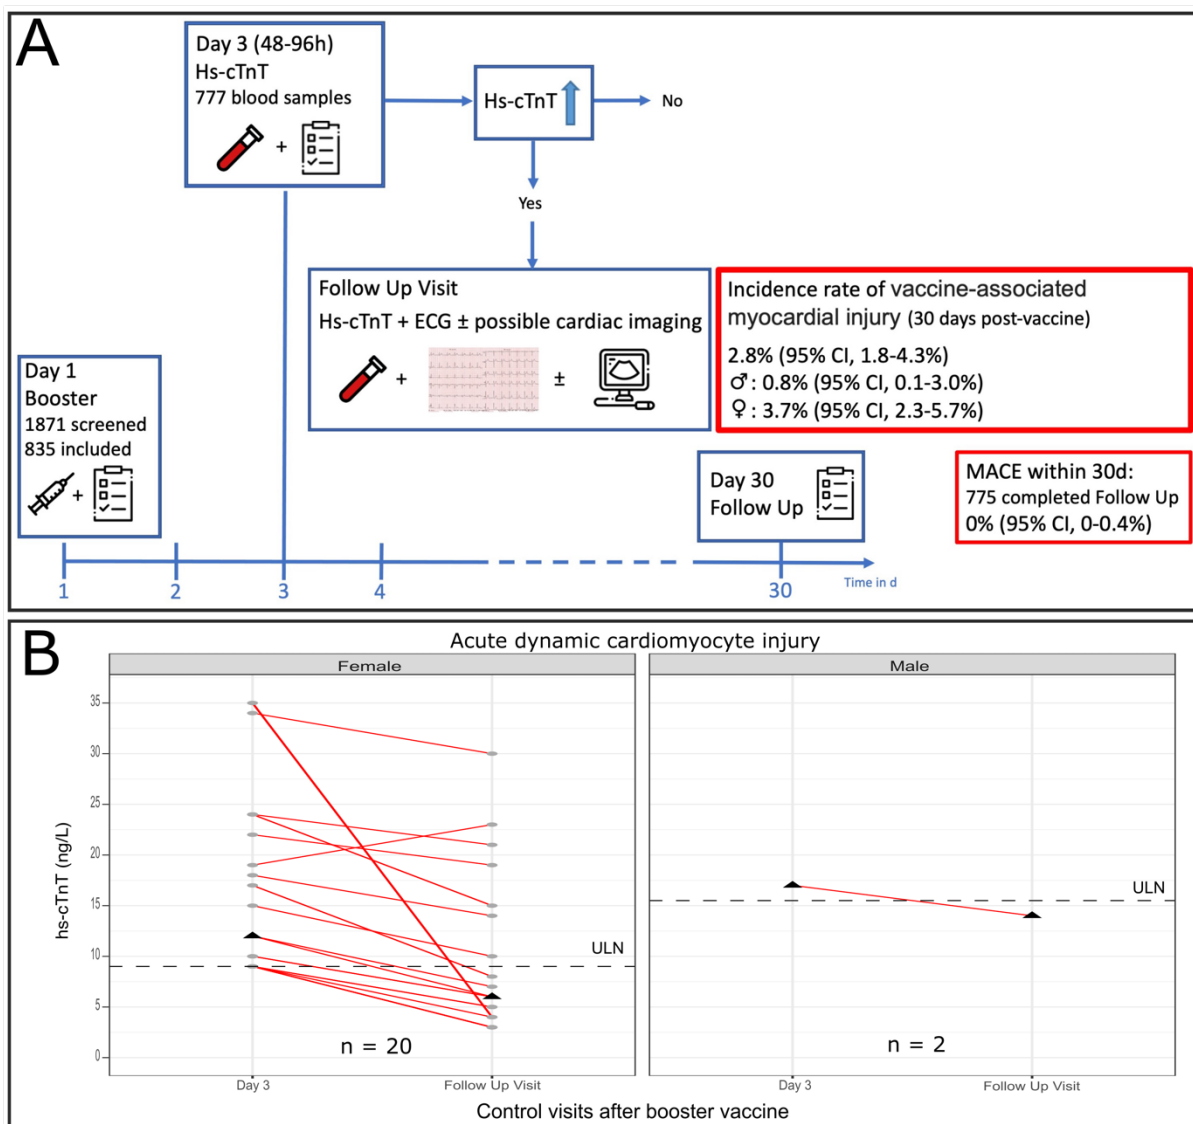 A
Day 3 (48-96h)
Hs-cTnT
777 blood samples
+
Hs-cTnT
No
Yes
Follow Up Visit
Hs-cTnT + ECG ± possible cardiac imaging
+ ±
Incidence rate of vaccine-associated
myocardial injury (30 days post-vaccine)
2.8% (95% CI, 1.8-4.3%)
♂: 0.8% (95% CI, 0.1-3.0%)
♀: 3.7% (95% CI, 2.3-5.7%)
Day 1
Booster
1871 screened
835 included
+
Day 30
Follow Up
MACE within 30d:
775 completed Follow Up
0% (95% CI, 0-0.4%)
1 2 3 4 30
Time in d
B
Acute dynamic cardiomyocyte injury
Female
Male
hs-cTnT (ng/L)
35
30
25
20
15
10
5
0
ULN
ULN
n = 20
n = 2
Day 3
Follow Up Visit
Day 3
Follow Up Visit
Control visits after booster vaccine